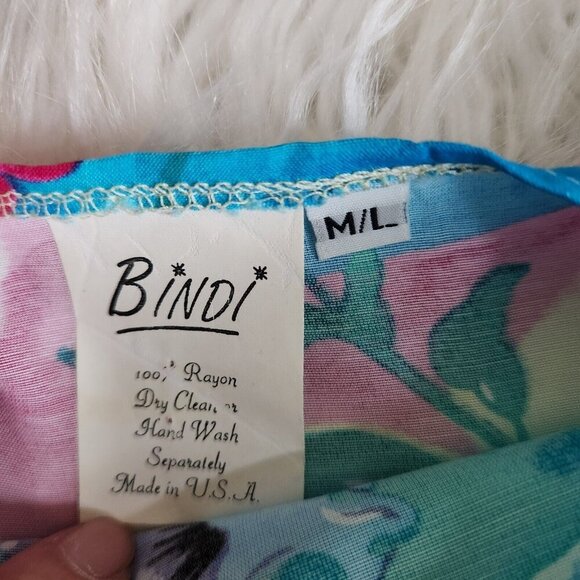 BiNDi
M/L
100% Rayon
Dry Clean or
Hand Wash
Separately
Made in U.S.A.